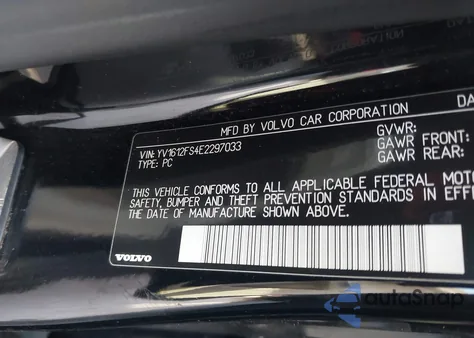 MFD BY VOLVO CAR CORPORATION DA
VIN: YV1612FS4E2297033 GVWR:
TYPE: PC GAWR FRONT:
GAWR REAR:
THIS VEHICLE CONFORMS TO ALL APPLICABLE FEDERAL MOTO
SAFETY, BUMPER AND THEFT PREVENTION STANDARDS IN EFF
THE DATE OF MANUFACTURE SHOWN ABOVE.
VOLVO
autoSnap